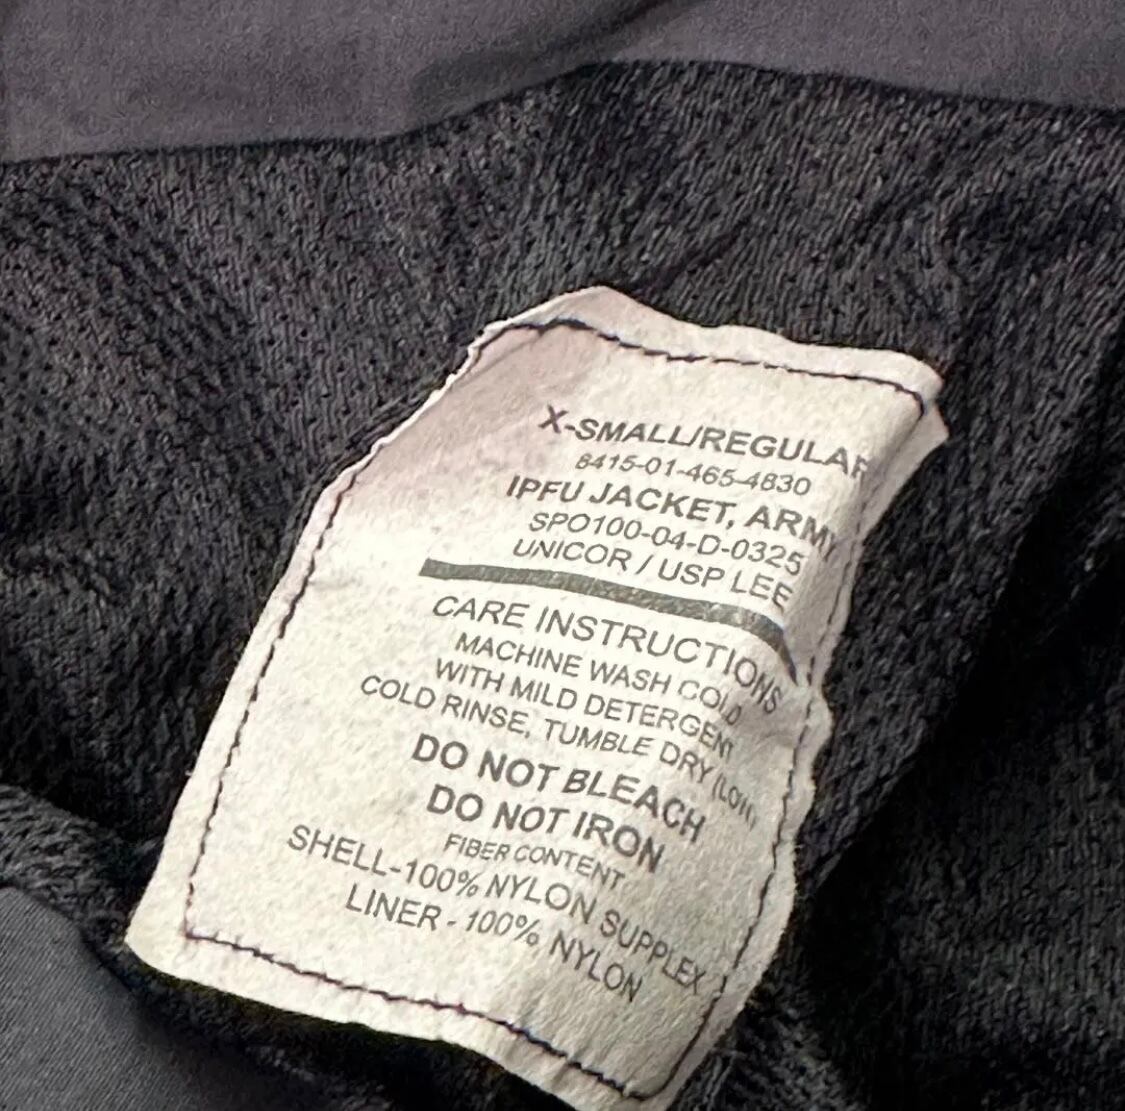 X-SMALL/REGULAR
8415-01-465-4830
IPFU JACKET, ARMY
SPO100-04-D-0325
UNICOR / USP LEE
CARE INSTRUCTIONS
MACHINE WASH COLD
WITH MILD DETERGENT
COLD RINSE, TUMBLE DRY (LOW)
DO NOT BLEACH
DO NOT IRON
FIBER CONTENT
SHELL-100% NYLON SUPPLEX
LINER - 100% NYLON